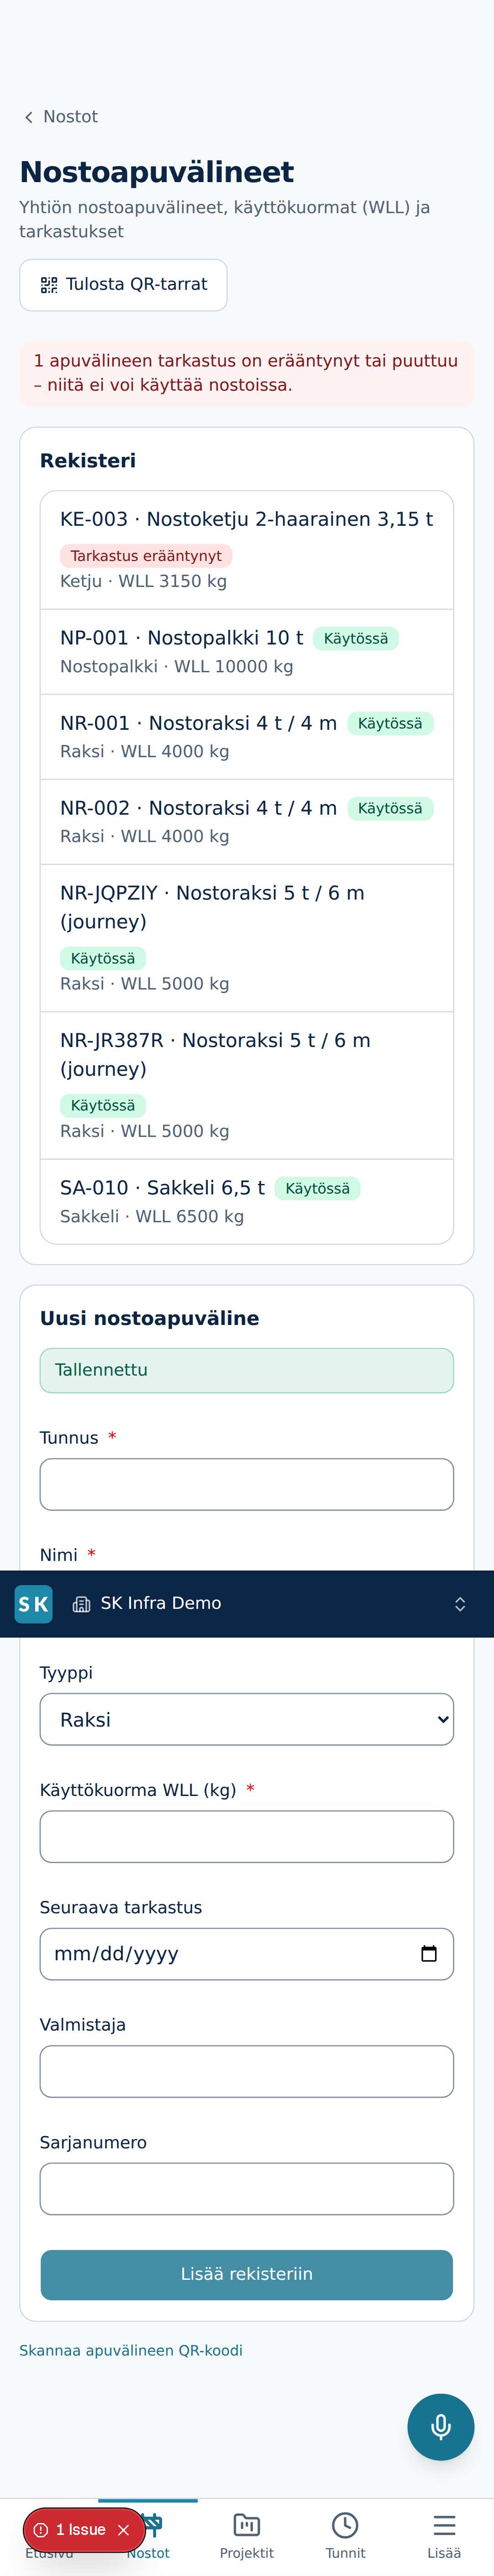 Nostot
Nostoapuvälineet
Yhtiön nostoapuvälineet, käyttökuormat (WLL) ja
tarkastukset
Tulosta QR-tarrat
1 apuvälineen tarkastus on erääntynyt tai puuttuu
– niitä ei voi käyttää nostoissa.
Rekisteri
KE-003 · Nostoketju 2-haarainen 3,15 t
Tarkastus erääntynyt
Ketju · WLL 3150 kg
NP-001 · Nostopalkki 10 t Käytössä
Nostopalkki · WLL 10000 kg
NR-001 · Nostoraksi 4 t / 4 m Käytössä
Raksi · WLL 4000 kg
NR-002 · Nostoraksi 4 t / 4 m Käytössä
Raksi · WLL 4000 kg
NR-JQPZIY · Nostoraksi 5 t / 6 m
(journey)
Käytössä
Raksi · WLL 5000 kg
NR-JR387R · Nostoraksi 5 t / 6 m
(journey)
Käytössä
Raksi · WLL 5000 kg
SA-010 · Sakkeli 6,5 t Käytössä
Sakkeli · WLL 6500 kg
Uusi nostoapuväline
Tallennettu
Tunnus *
Nimi *
SK SK Infra Demo
Tyyppi
Raksi
Käyttökuorma WLL (kg) *
Seuraava tarkastus
mm/dd/yyyy
Valmistaja
Sarjanumero
Lisää rekisteriin
Skannaa apuvälineen QR-koodi
1 Issue
Etusivu Nostot Projektit Tunnit Lisää